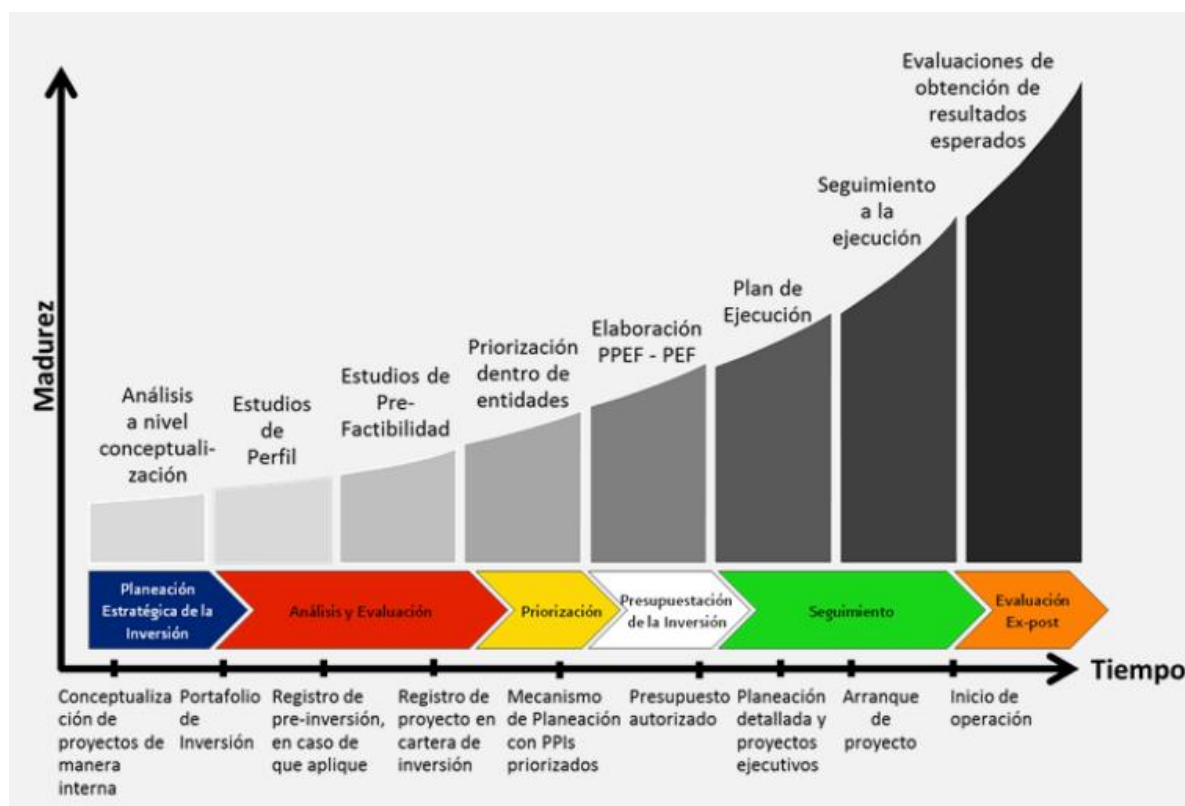 Madurez
Análisis
a nivel
conceptuali-
zación
Estudios
de
Perfil
Estudios de
Pre-
Factibilidad
Priorización
dentro de
entidades
Elaboración
PPEF - PEF
Plan de
Ejecución
Seguimiento
a la
ejecución
Evaluaciones de
obtención de
resultados
esperados
Planeación
Estratégica de la
Inversión
Análisis y Evaluación
Priorización
Presupuestación
de la Inversión
Seguimiento
Evaluación
Ex-post
Tiempo
Conceptualiza
ción de
proyectos de
manera
interna
Portafolio
de
Inversión
Registro de
pre-inversión,
en caso de
que aplique
Registro de
proyecto en
cartera de
inversión
Mecanismo
de Planeación
con PPIs
priorizados
Presupuesto
autorizado
Planeación
detallada y
proyectos
ejecutivos
Arranque
de
proyecto
Inicio de
operación